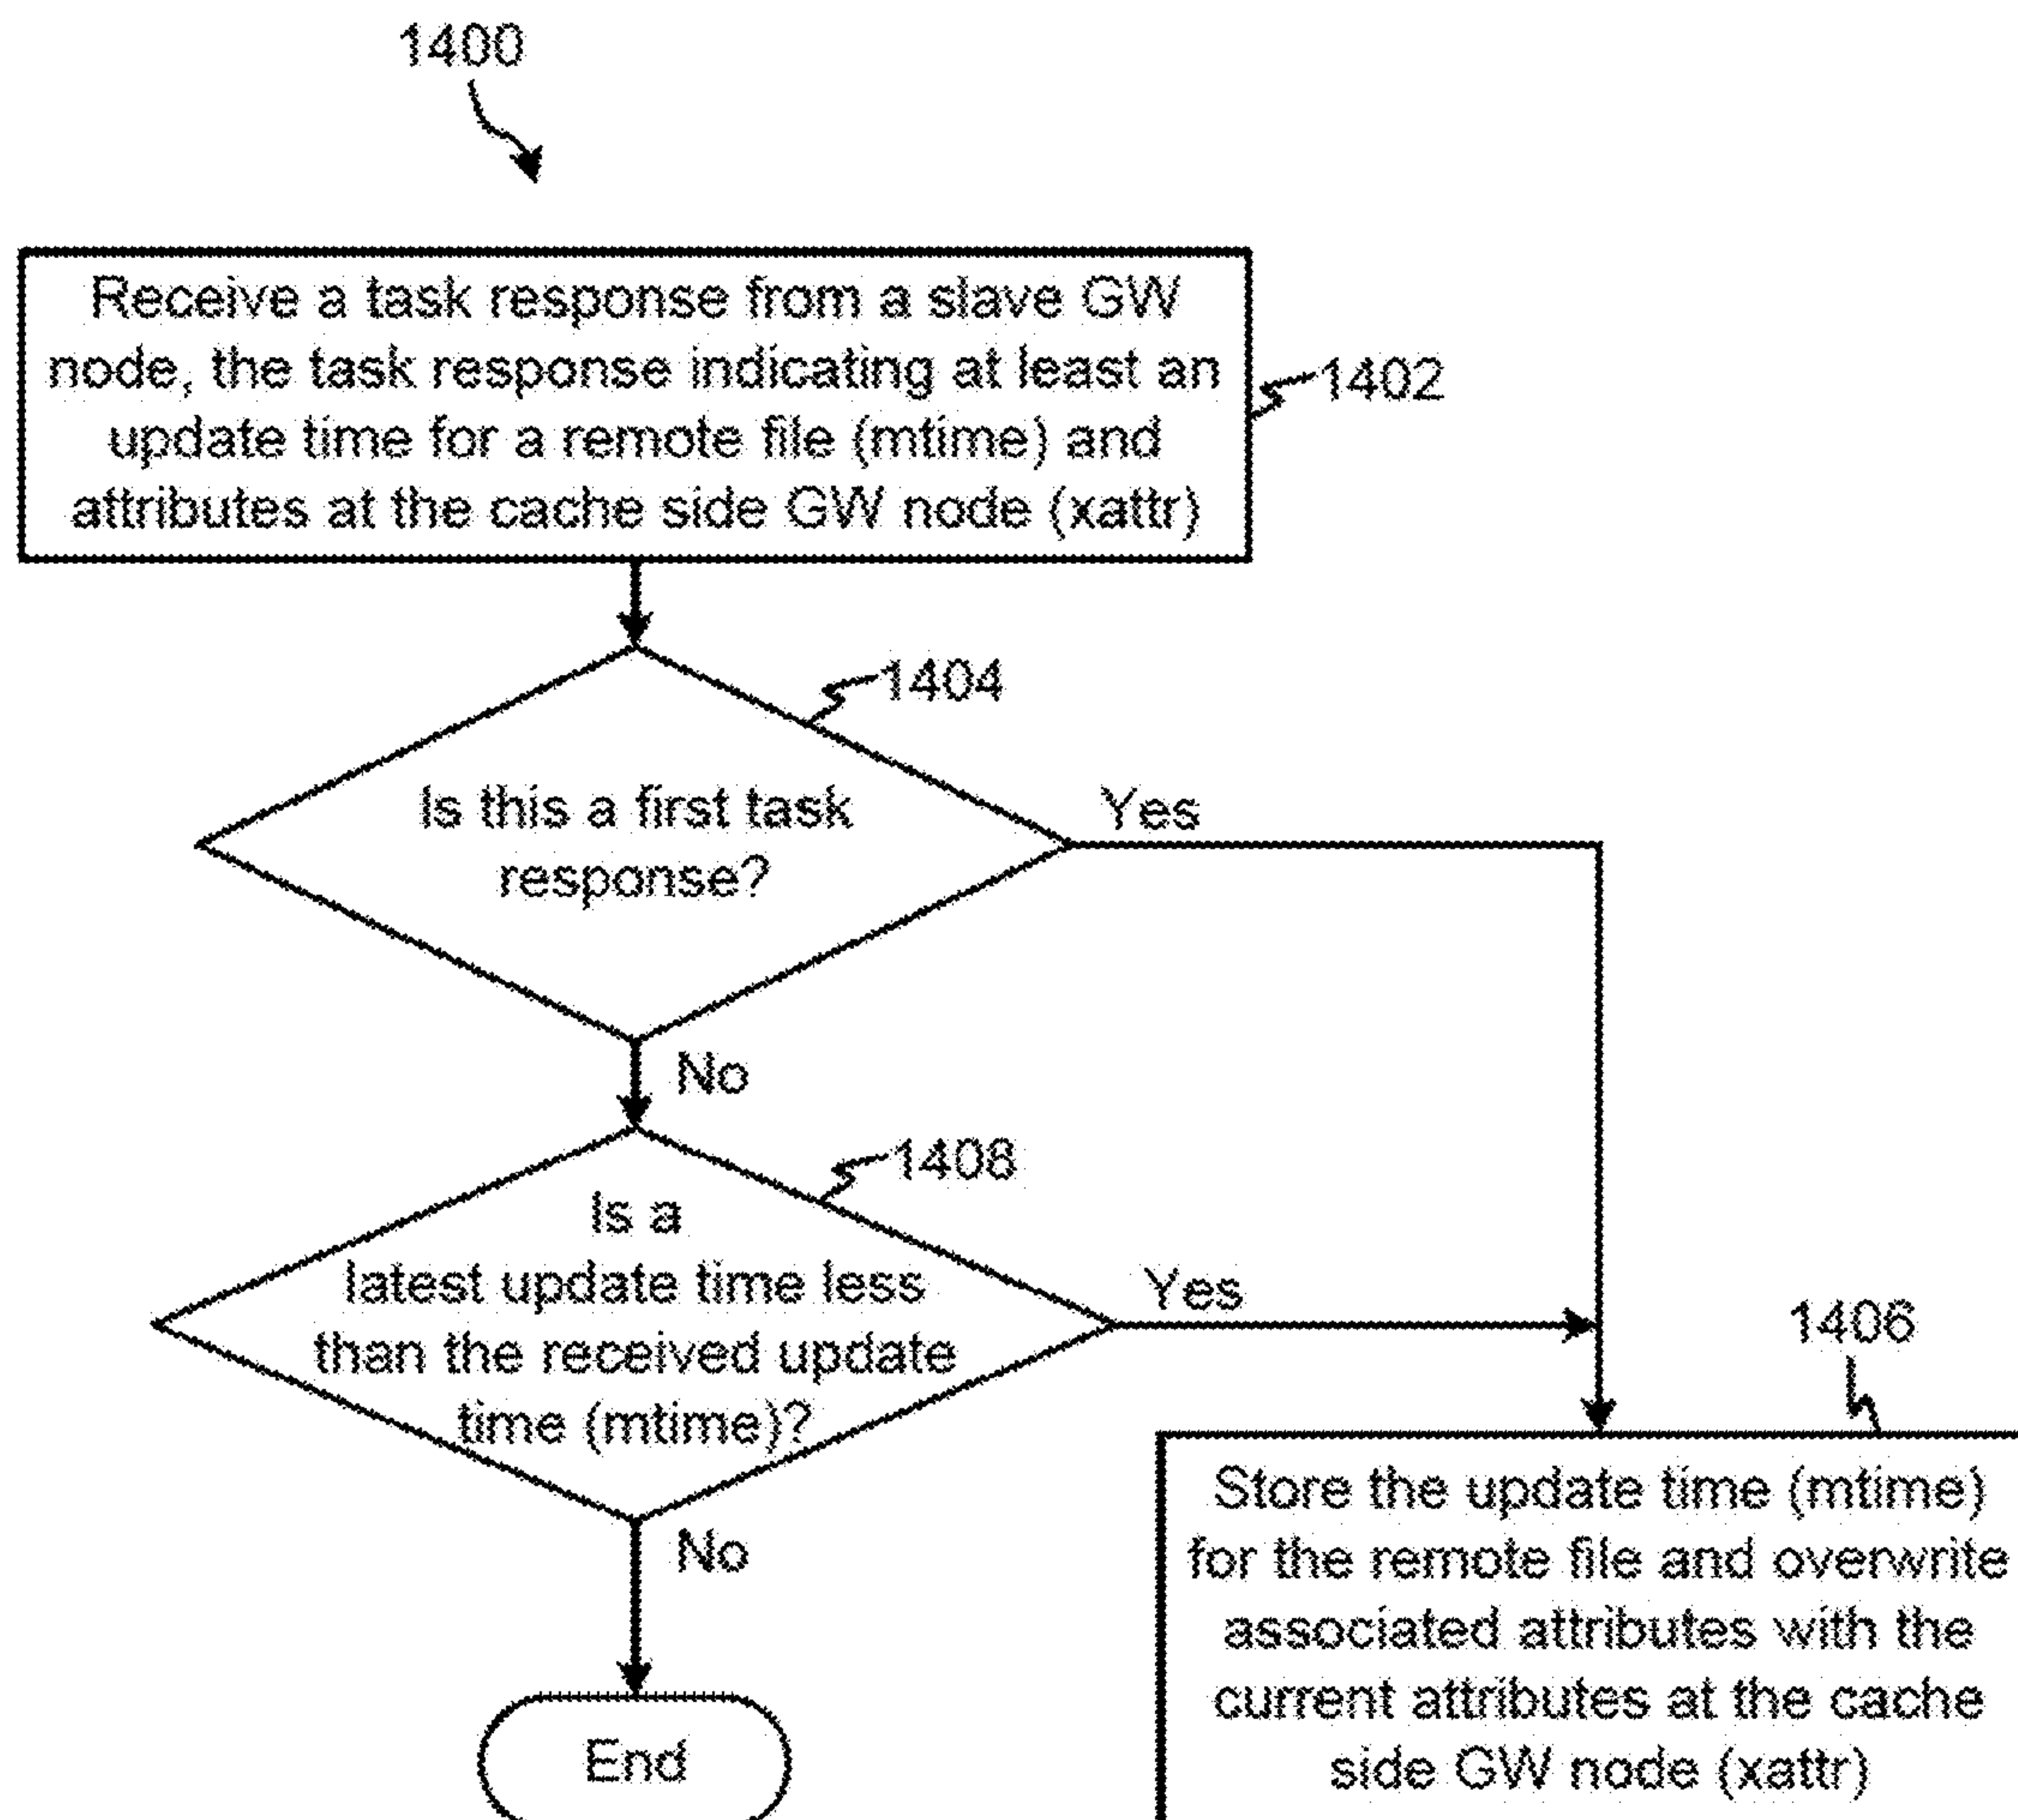 1400
Receive a task response from a slave GW
node, the task response indicating at least an
update time for a remote file (mtime) and
attributes at the cache side GW node (xattr)
1402
1404
Is this a first task
response?
Yes
No
1408
Is a
latest update time less
than the received update
time (mtime)?
Yes
No
1406
Store the update time (mtime)
for the remote file and overwrite
associated attributes with the
current attributes at the cache
side GW node (xattr)
End